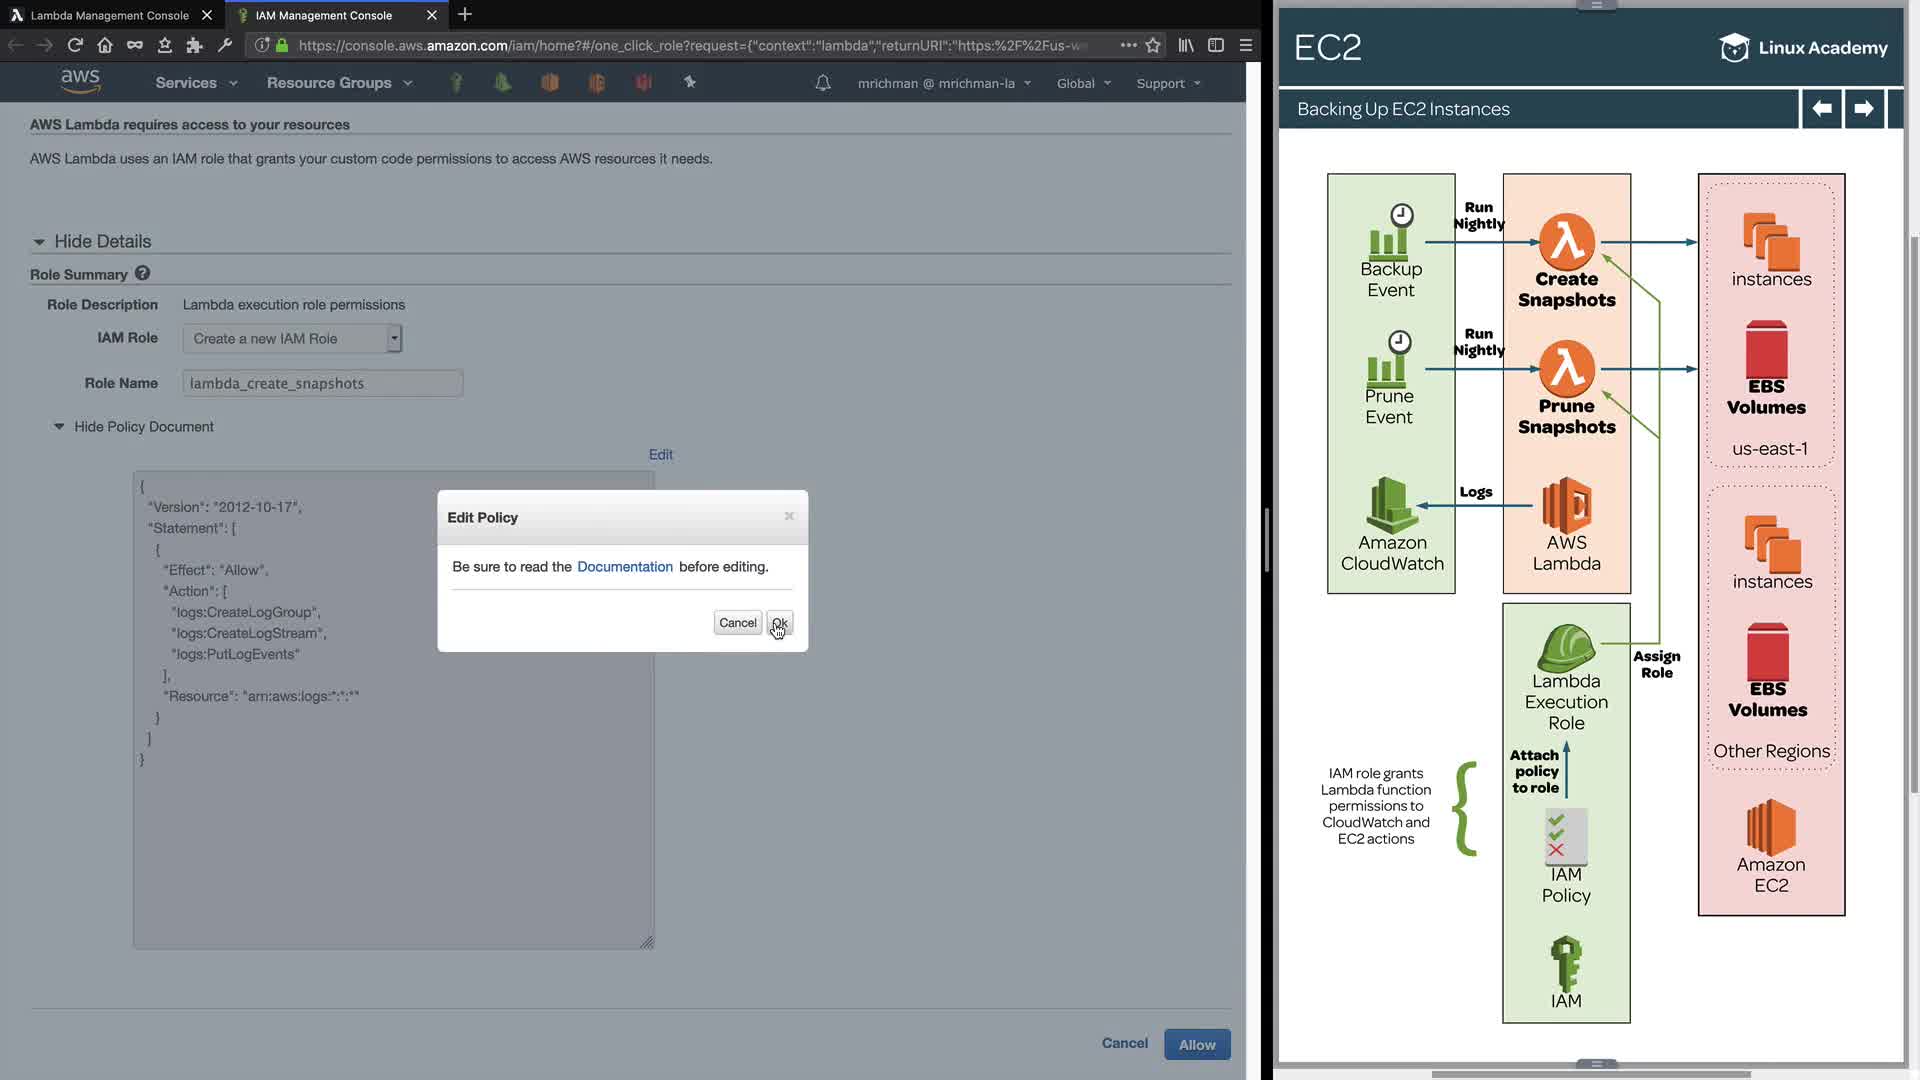 Lambda Management Console
IAM Management Console
https://console.aws.amazon.com/iam/home?#/one_click_role?request={"context":"lambda","returnURI":"https:%2F%2Fus-w
aws
Services
Resource Groups
mrichman @ mrichman-la
Global
Support
AWS Lambda requires access to your resources
AWS Lambda uses an IAM role that grants your custom code permissions to access AWS resources it needs.
Hide Details
Role Summary ?
Role Description Lambda execution role permissions
IAM Role Create a new IAM Role
Role Name lambda_create_snapshots
Hide Policy Document
Edit
{
"Version": "2012-10-17",
"Statement": [
{
"Effect": "Allow",
"Action": [
"logs:CreateLogGroup",
"logs:CreateLogStream",
"logs:PutLogEvents"
],
"Resource": "arn:aws:logs:*:*:*"
}
]
}
Edit Policy
Be sure to read the Documentation before editing.
Cancel Ok
Cancel Allow
EC2
Linux Academy
Backing Up EC2 Instances
Backup
Event
Run
Nightly
Create
Snapshots
instances
Prune
Event
Run
Nightly
Prune
Snapshots
EBS
Volumes
us-east-1
Amazon
CloudWatch
Logs
AWS
Lambda
instances
EBS
Volumes
Other Regions
Amazon
EC2
Lambda
Execution
Role
Assign
Role
Attach
policy
to role
IAM role grants
Lambda function
permissions to
CloudWatch and
EC2 actions
IAM
Policy
IAM